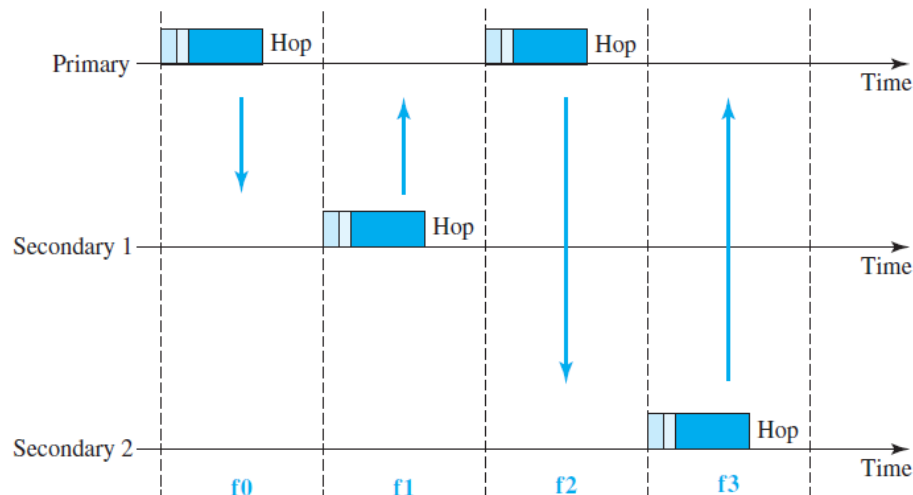 Hop Hop
Primary
Time
Hop
Secondary 1
Time
Hop
Secondary 2
Time
f0 f1 f2 f3